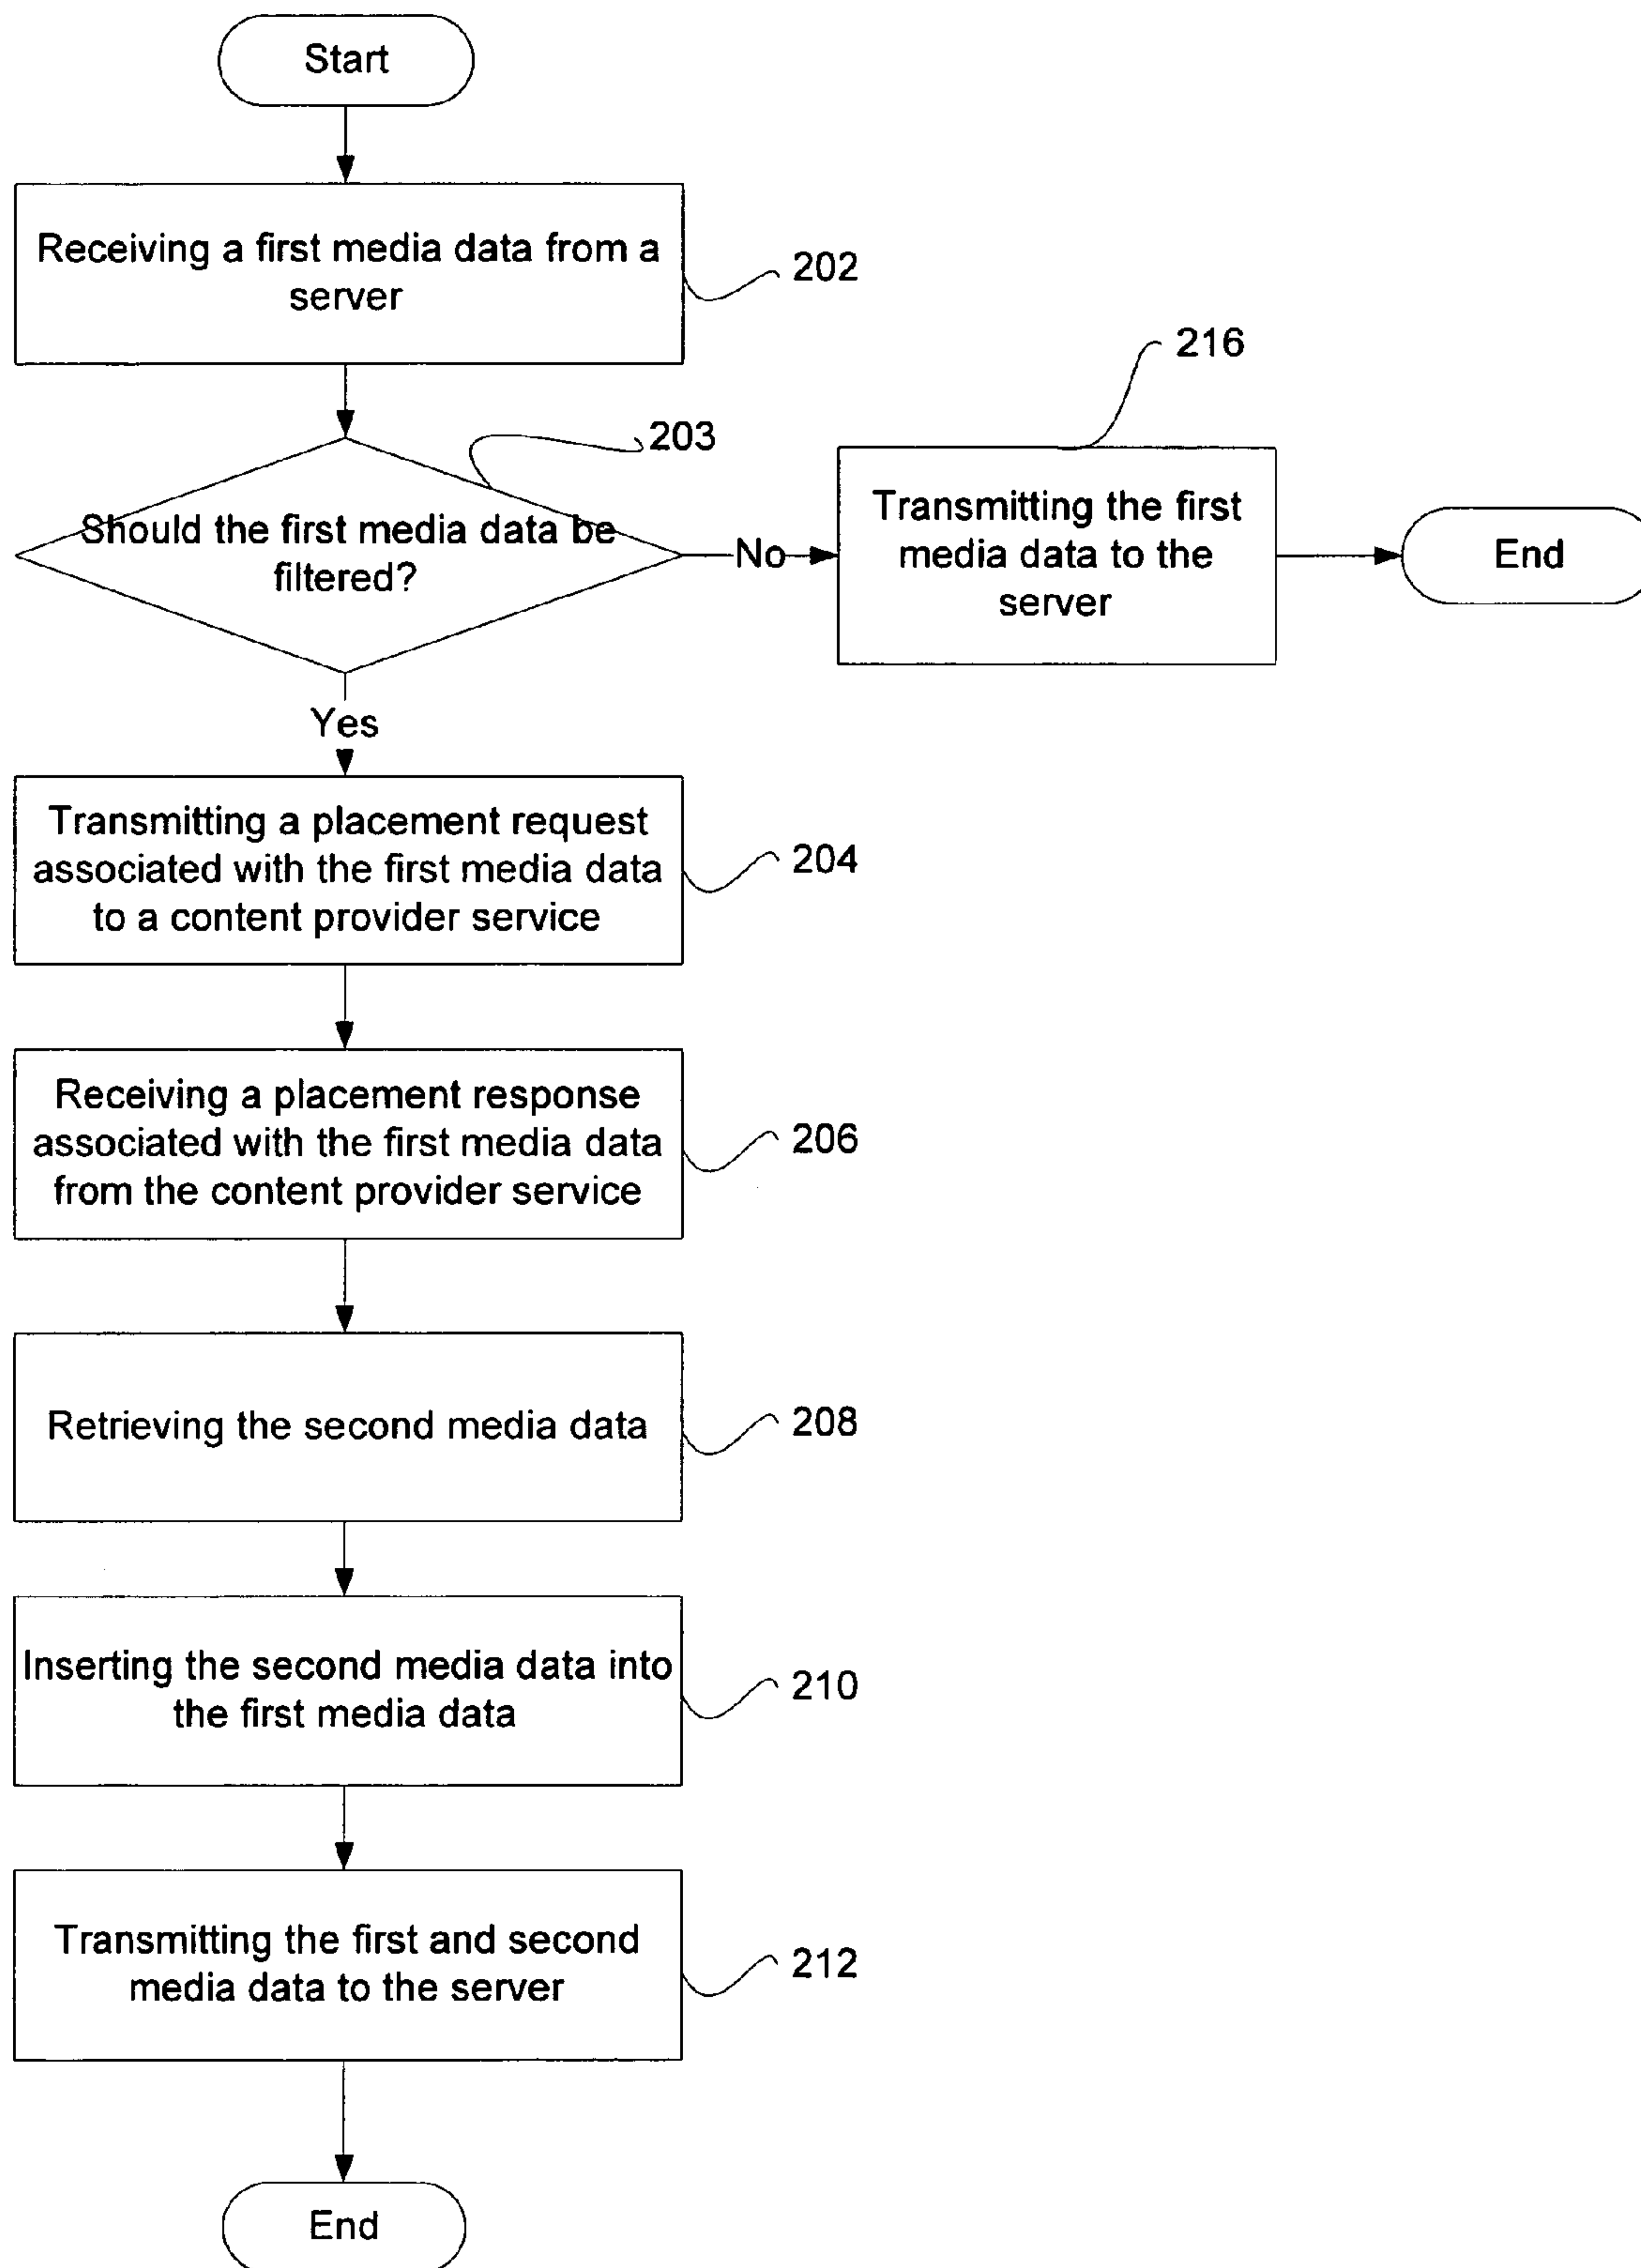 Start
Receiving a first media data from a
server
202
216
203
Should the first media data be
filtered?
No
Transmitting the first
media data to the
server
End
Yes
Transmitting a placement request
associated with the first media data
to a content provider service
204
Receiving a placement response
associated with the first media data
from the content provider service
206
Retrieving the second media data
208
Inserting the second media data into
the first media data
210
Transmitting the first and second
media data to the server
212
End